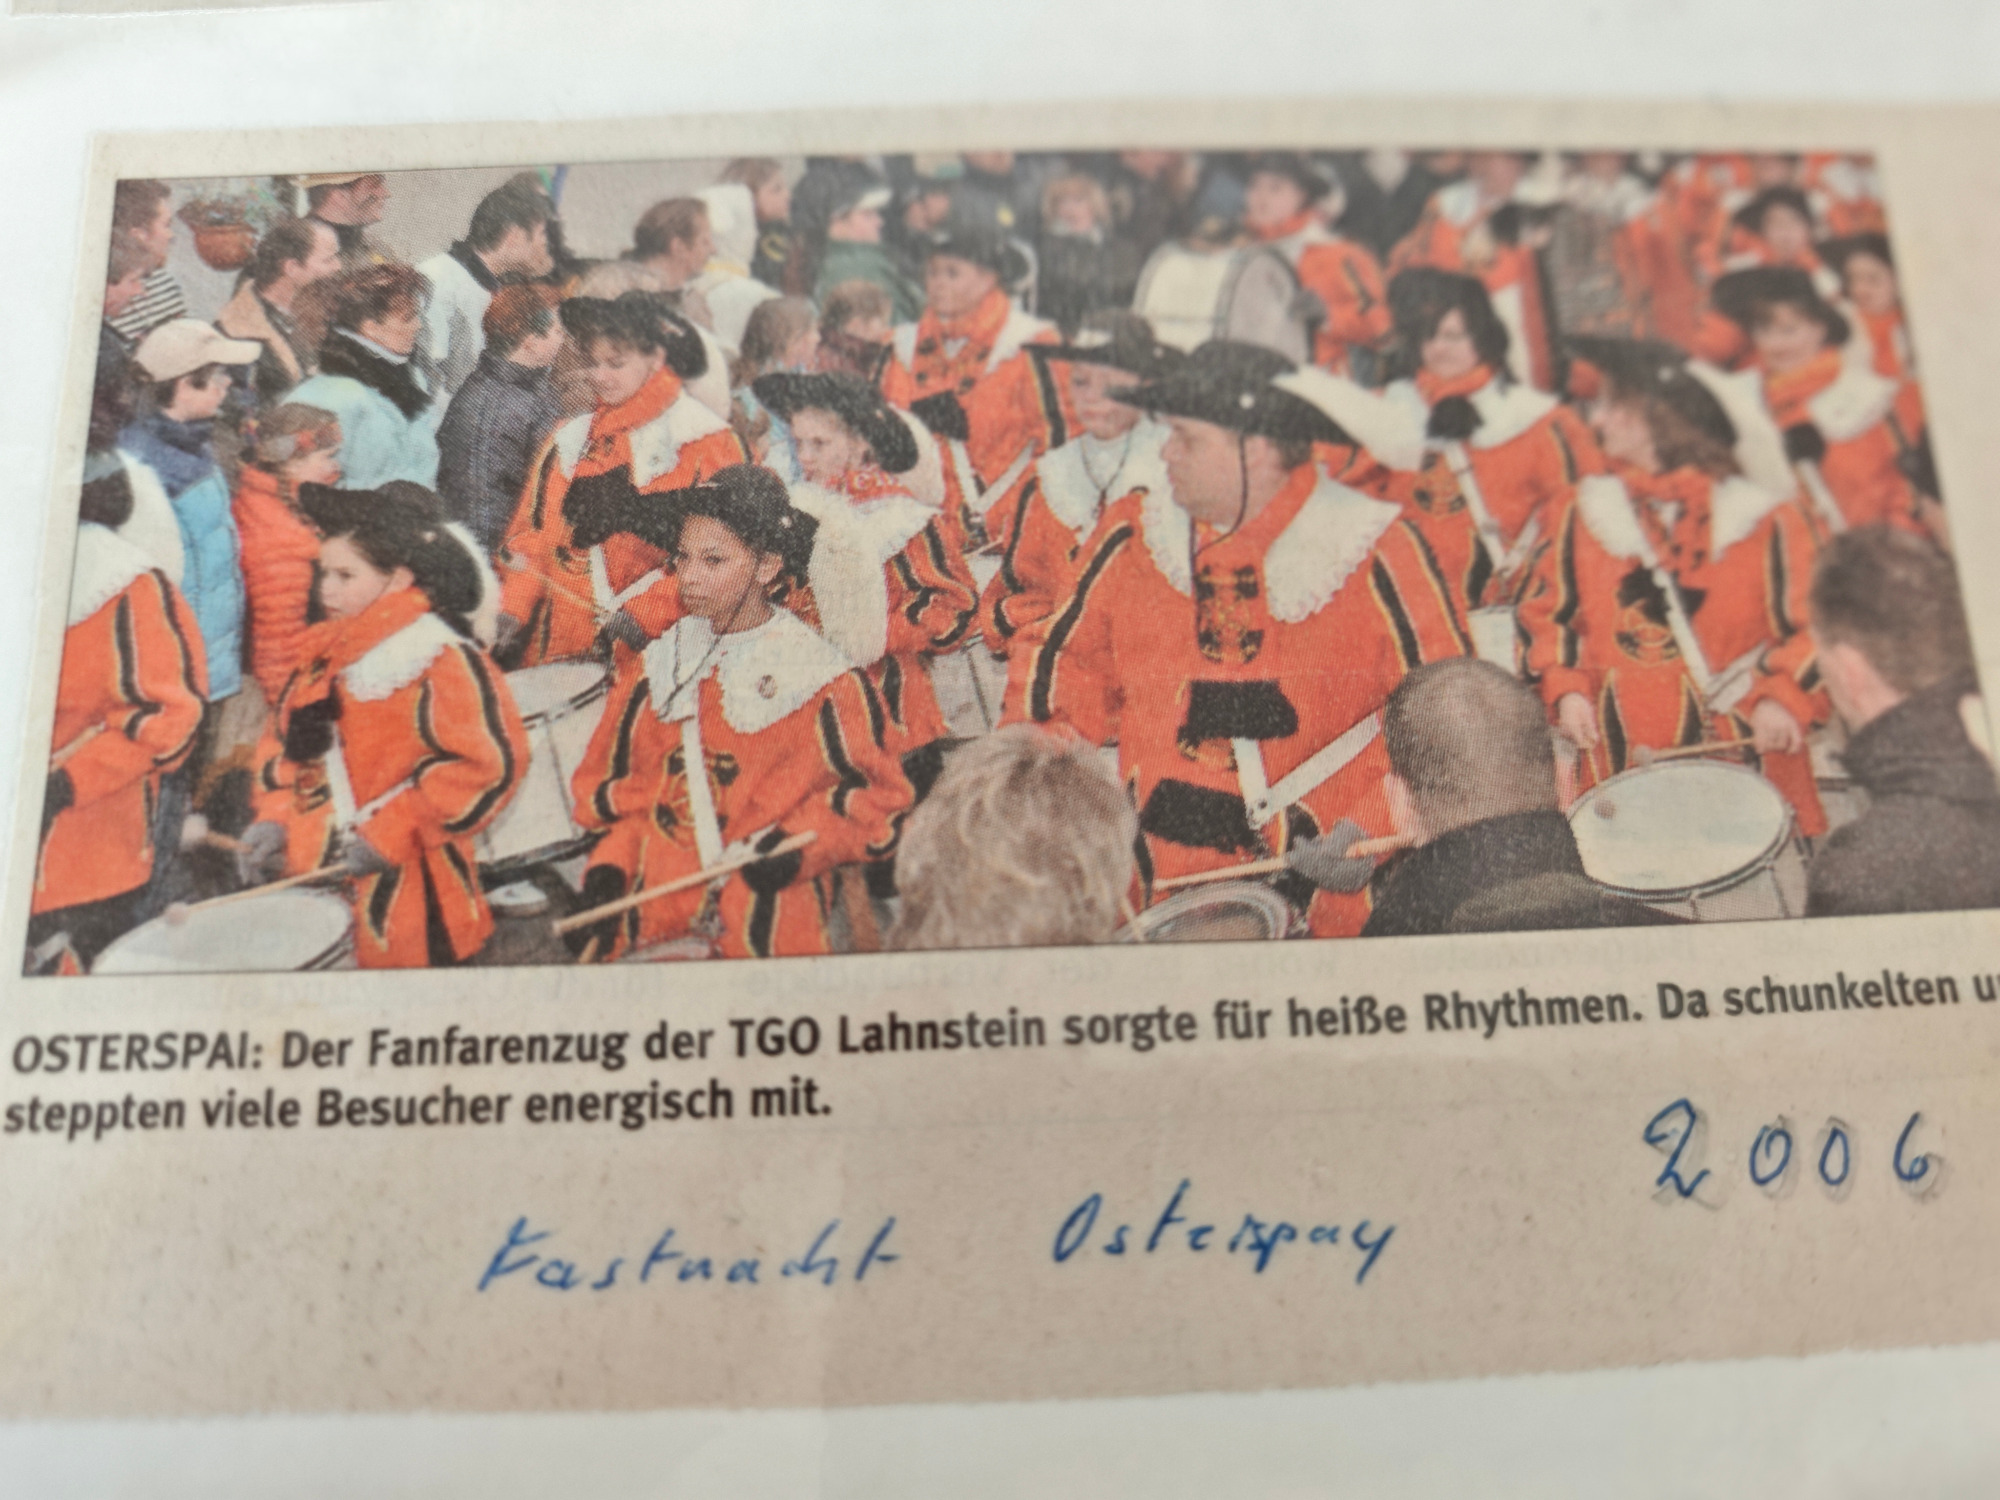 OSTERSPAI: Der Fanfarenzug der TGO Lahnstein sorgte für heiße Rhythmen. Da schunkelten
steppten viele Besucher energisch mit.
2006
Fastnacht Osterspay